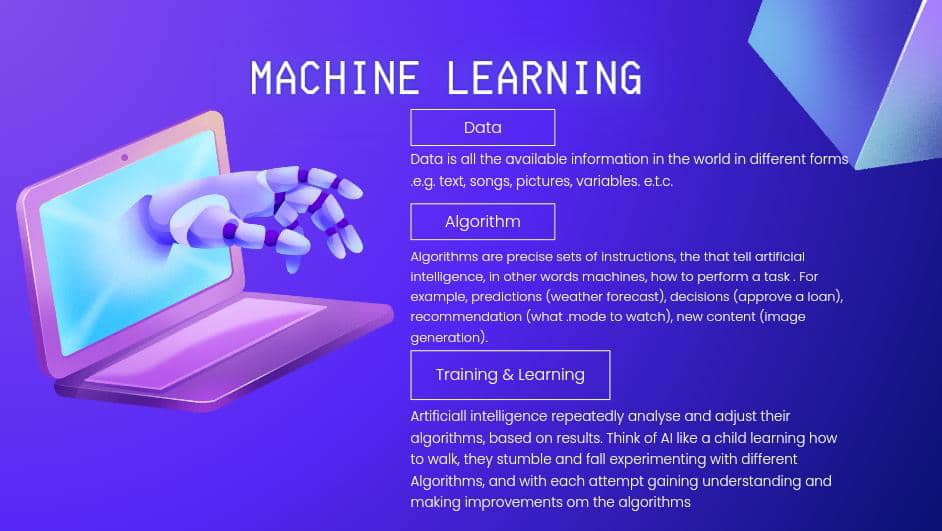 MACHINE LEARNING
Data
Data is all the available information in the world in different forms
.e.g. text, songs, pictures, variables. e.t.c.
Algorithm
Algorithms are precise sets of instructions, the that tell artificial
intelligence, in other words machines, how to perform a task . For
example, predictions (weather forecast), decisions (approve a loan),
recommendation (what .mode to watch), new content (image
generation).
Training & Learning
Artificiall intelligence repeatedly analyse and adjust their
algorithms, based on results. Think of AI like a child learning how
to walk, they stumble and fall experimenting with different
Algorithms, and with each attempt gaining understanding and
making improvements om the algorithms